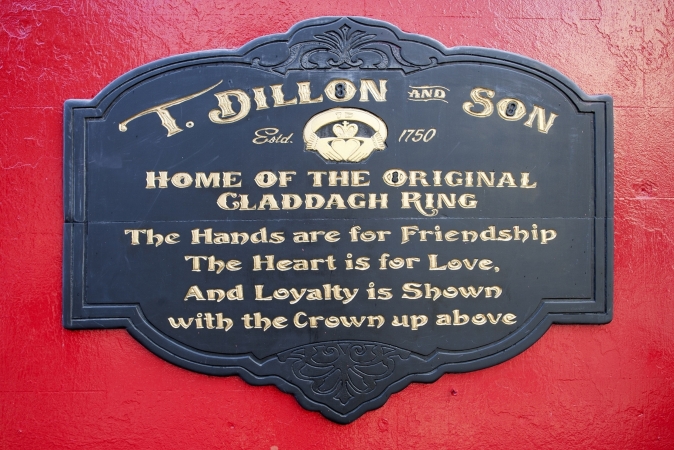 T. DILLON AND SON
Estd. 1750
HOME OF THE ORIGINAL
CLADDAGH RING
The Hands are for Friendship
The Heart is for Love,
And Loyalty is Shown
with the Crown up above